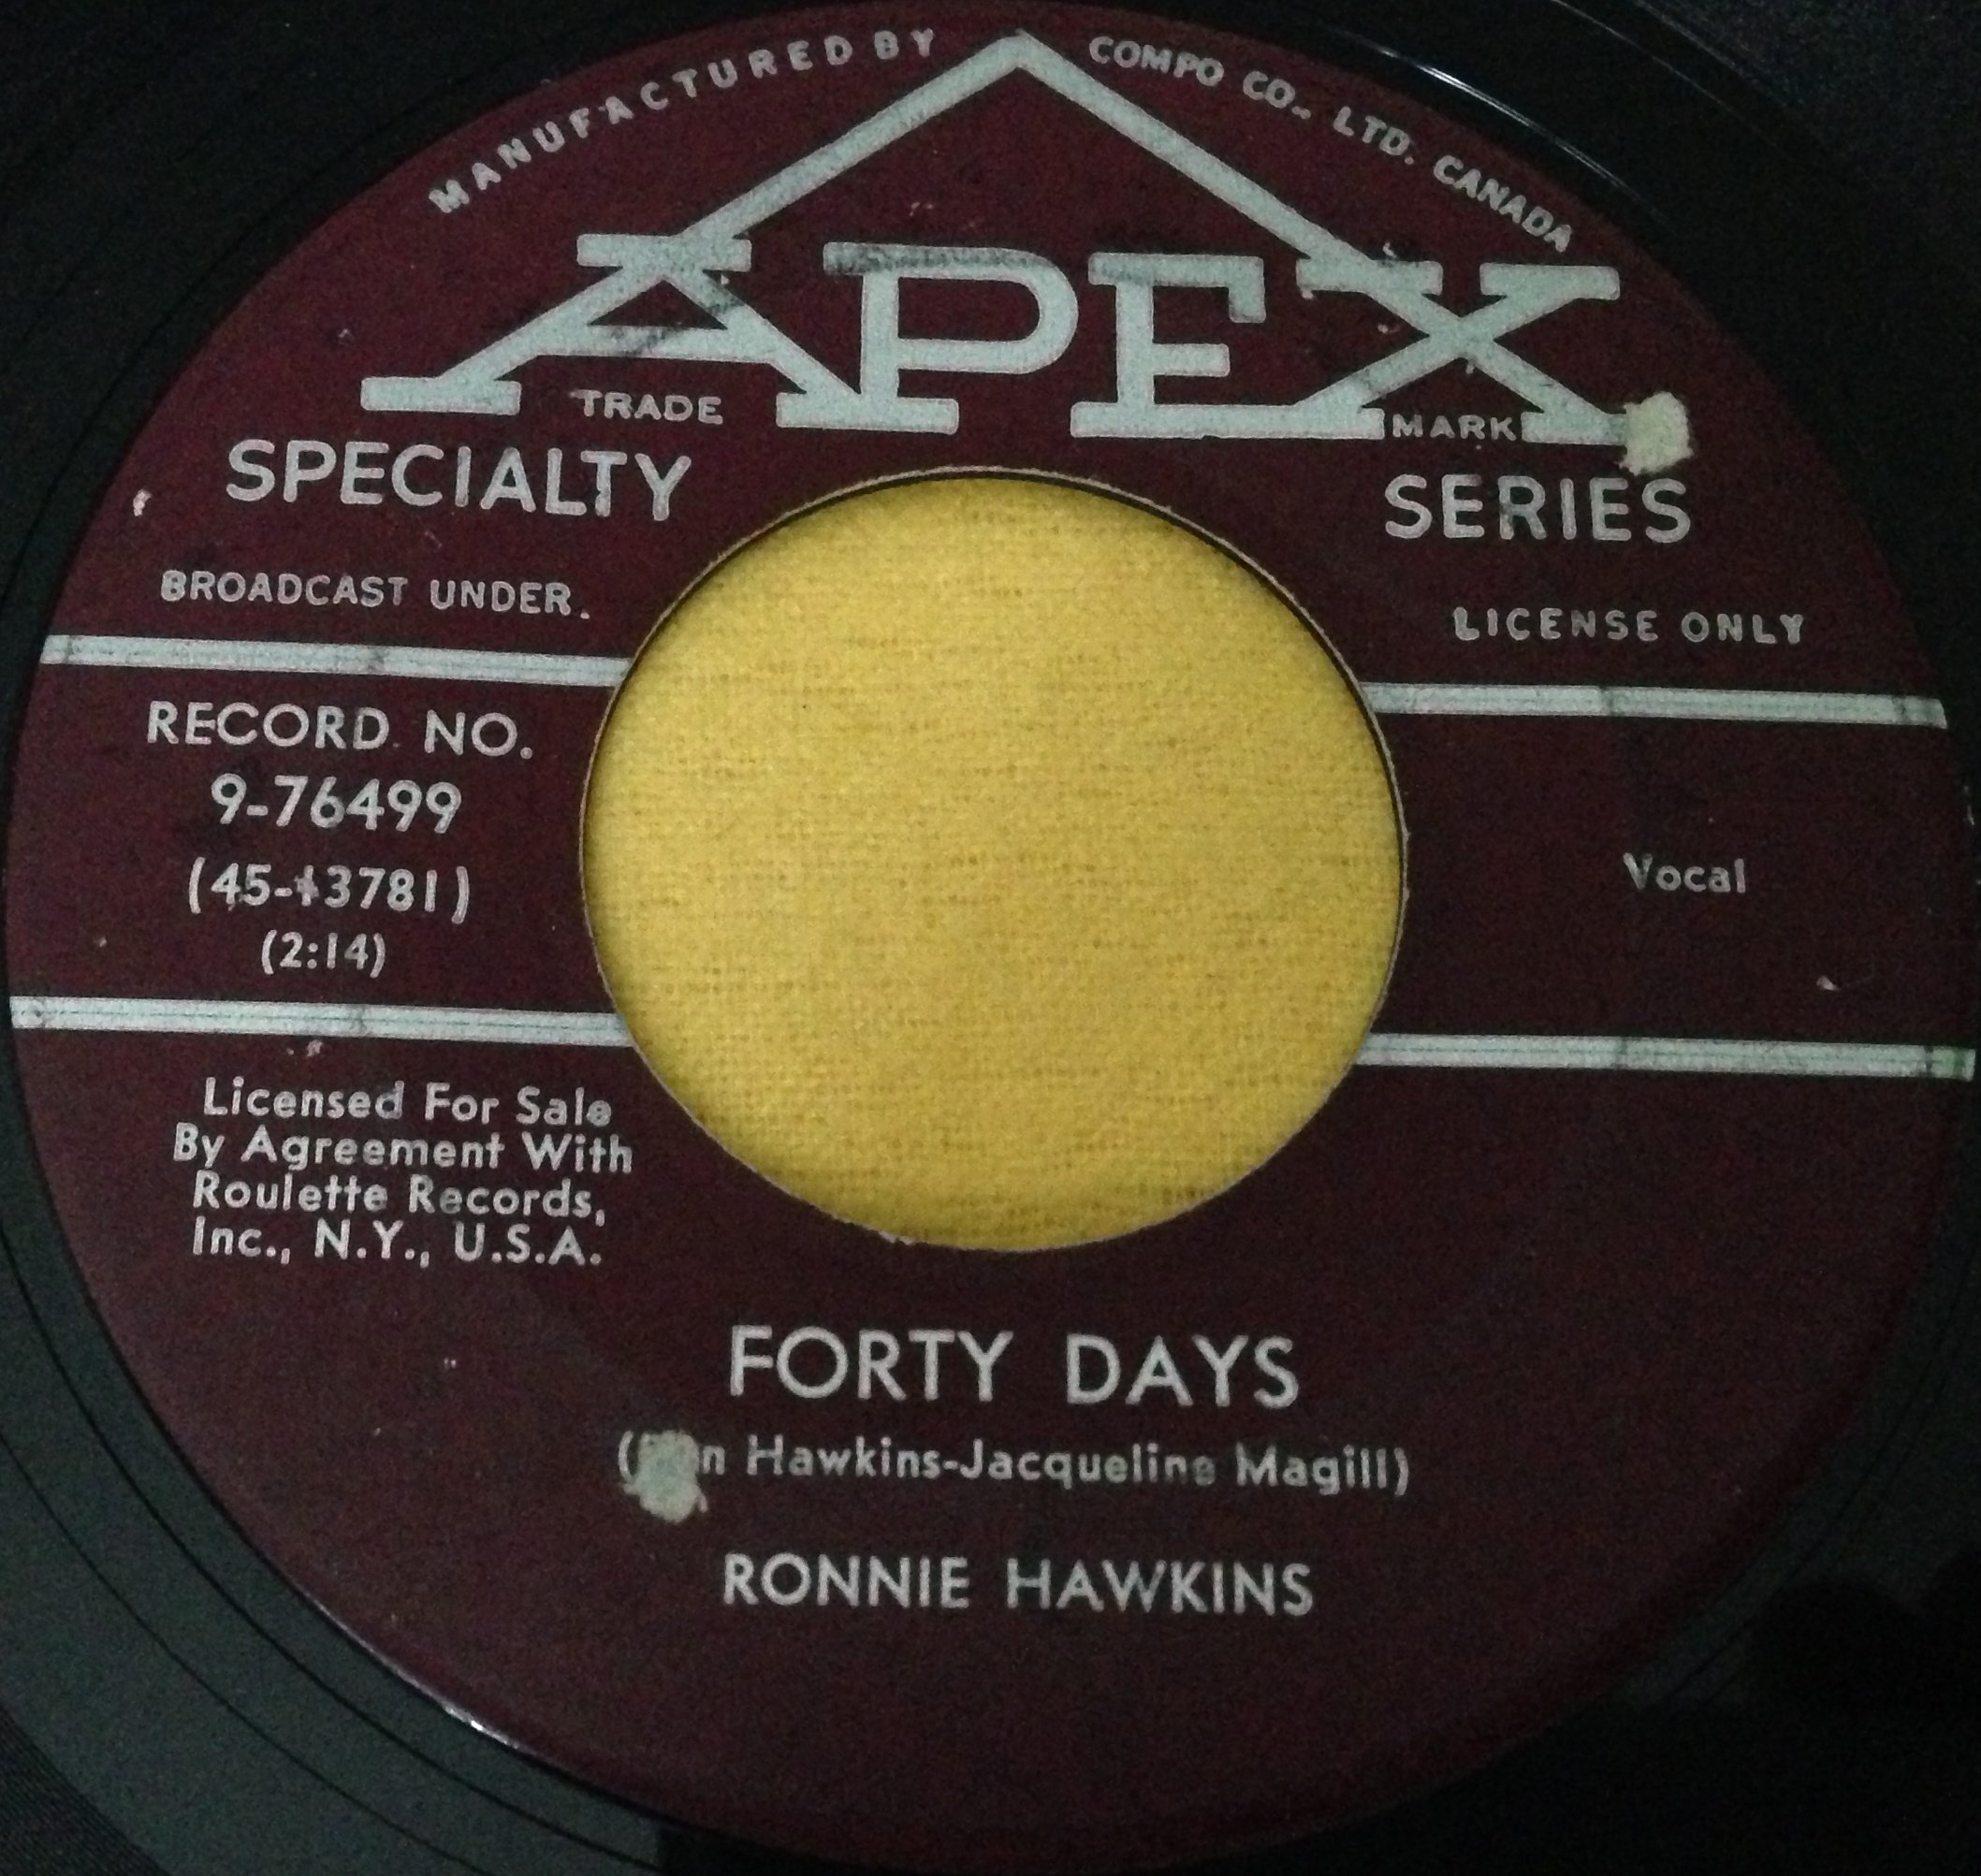 MANUFACTURED BY COMPO CO., LTD. CANADA
APEX
TRADE MARK
SPECIALTY SERIES
BROADCAST UNDER. LICENSE ONLY
RECORD NO.
9-76499
(45-13781)
(2:14)
Vocal
Licensed For Sale
By Agreement With
Roulette Records,
Inc., N.Y., U.S.A.
FORTY DAYS
Hawkins-Jacqueline Magill)
RONNIE HAWKINS